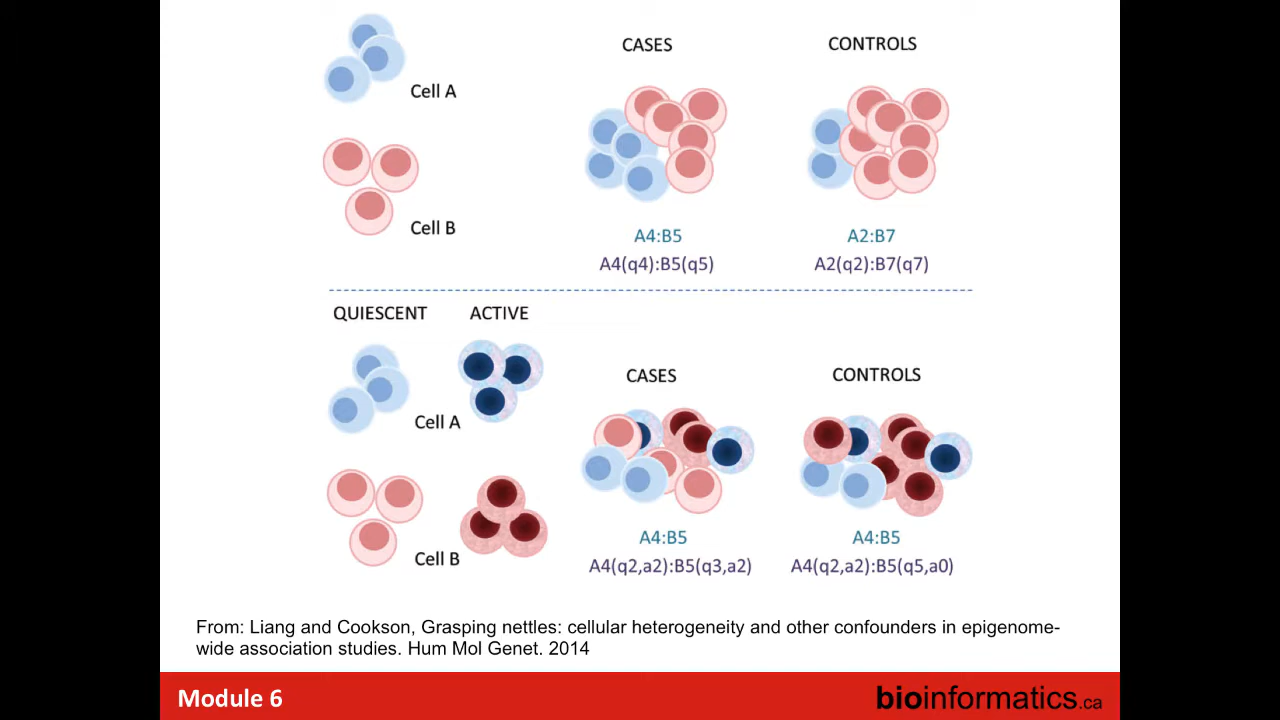 CASES
CONTROLS
Cell A
Cell B
A4:B5
A2:B7
A4(q4):B5(q5)
A2(q2):B7(q7)
QUIESCENT
ACTIVE
CASES
CONTROLS
Cell A
Cell B
A4:B5
A4:B5
A4(q2,a2):B5(q3,a2)
A4(q2,a2):B5(q5,a0)
From: Liang and Cookson, Grasping nettles: cellular heterogeneity and other confounders in epigenome-
wide association studies. Hum Mol Genet. 2014
Module 6
bioinformatics.ca